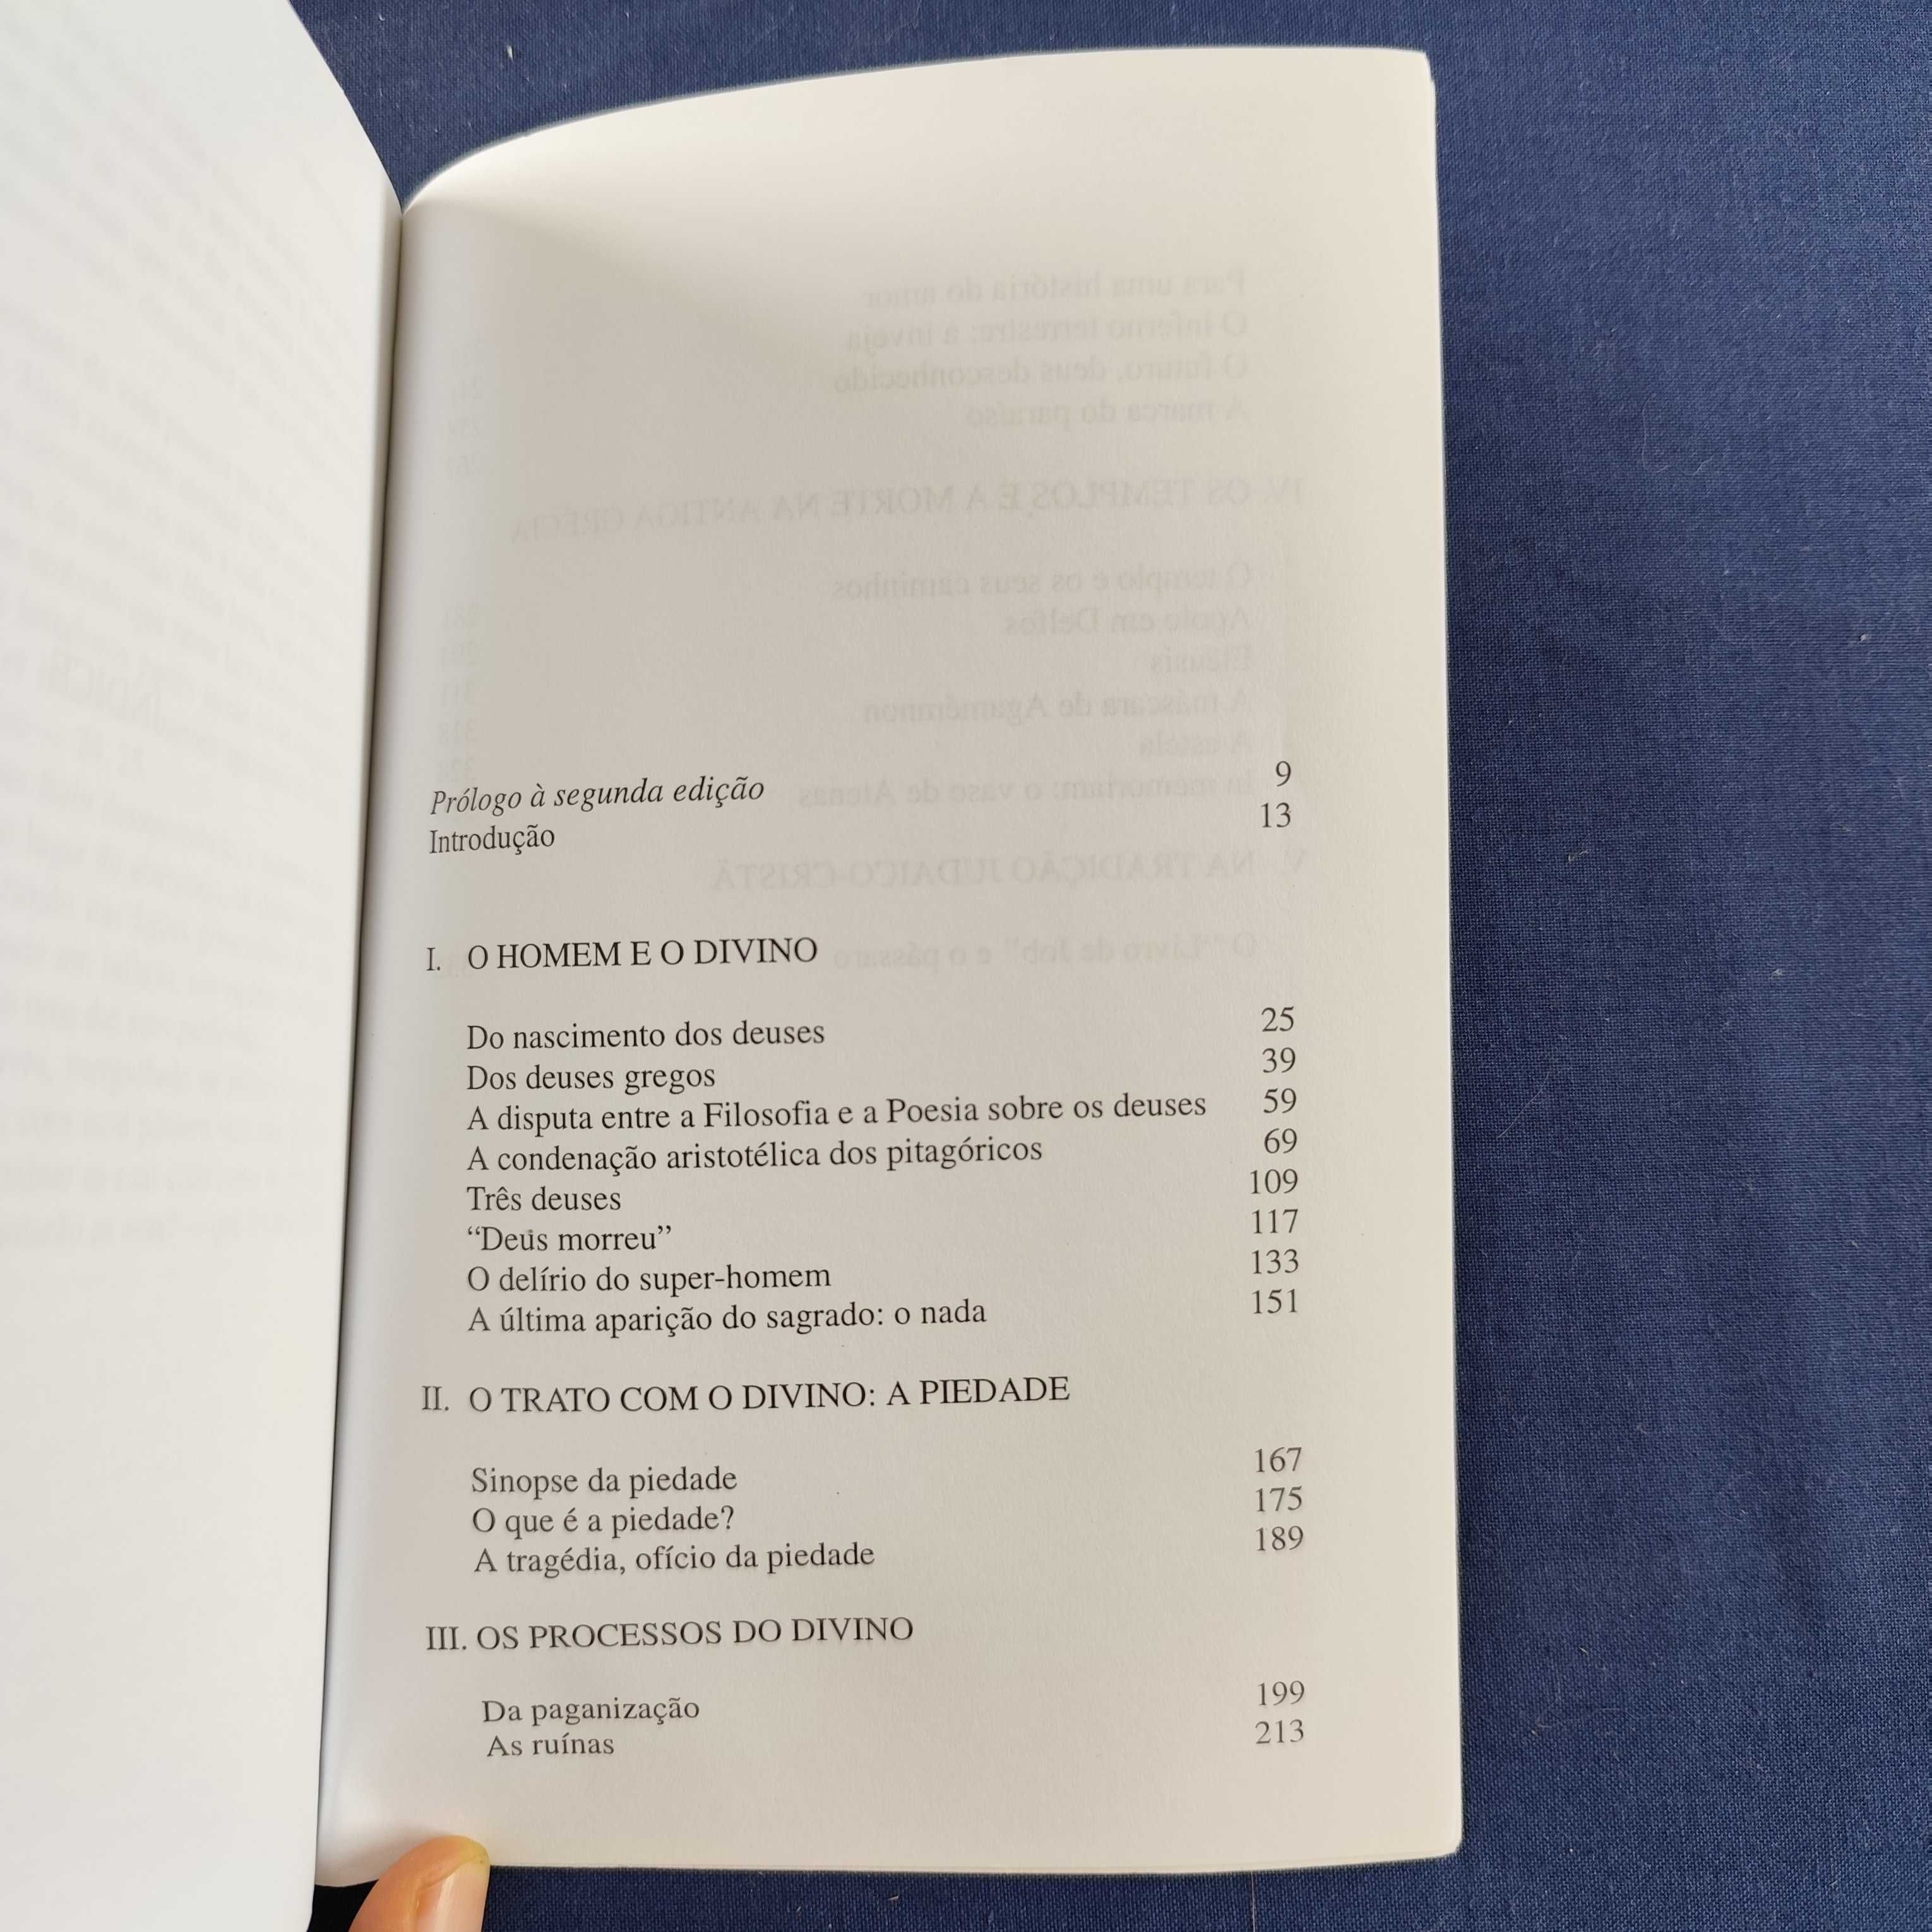 Prólogo à segunda edição 9
Introdução 13
I. O HOMEM E O DIVINO
Do nascimento dos deuses 25
Dos deuses gregos 39
A disputa entre a Filosofia e a Poesia sobre os deuses 59
A condenação aristotélica dos pitagóricos 69
Três deuses 109
“Deus morreu” 117
O delírio do super-homem 133
A última aparição do sagrado: o nada 151
II. O TRATO COM O DIVINO: A PIEDADE
Sinopse da piedade 167
O que é a piedade? 175
A tragédia, ofício da piedade 189
III. OS PROCESSOS DO DIVINO
Da paganização 199
As ruínas 213